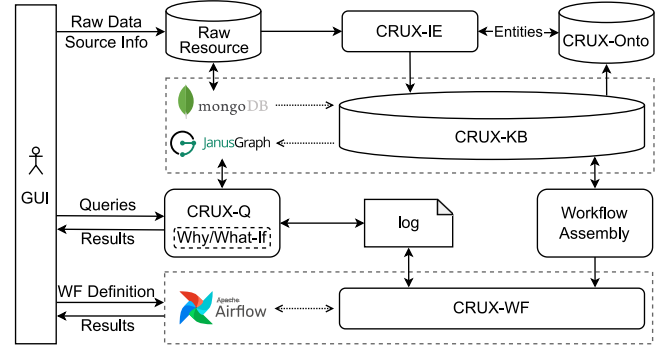 Raw Data
Source Info
Raw
Resource
CRUX-IE
Entities
CRUX-Onto
mongoDB
JanusGraph
CRUX-KB
GUI
Queries
Results
CRUX-Q
Why/What-If
log
Workflow
Assembly
WF Definition
Results
Apache
Airflow
CRUX-WF